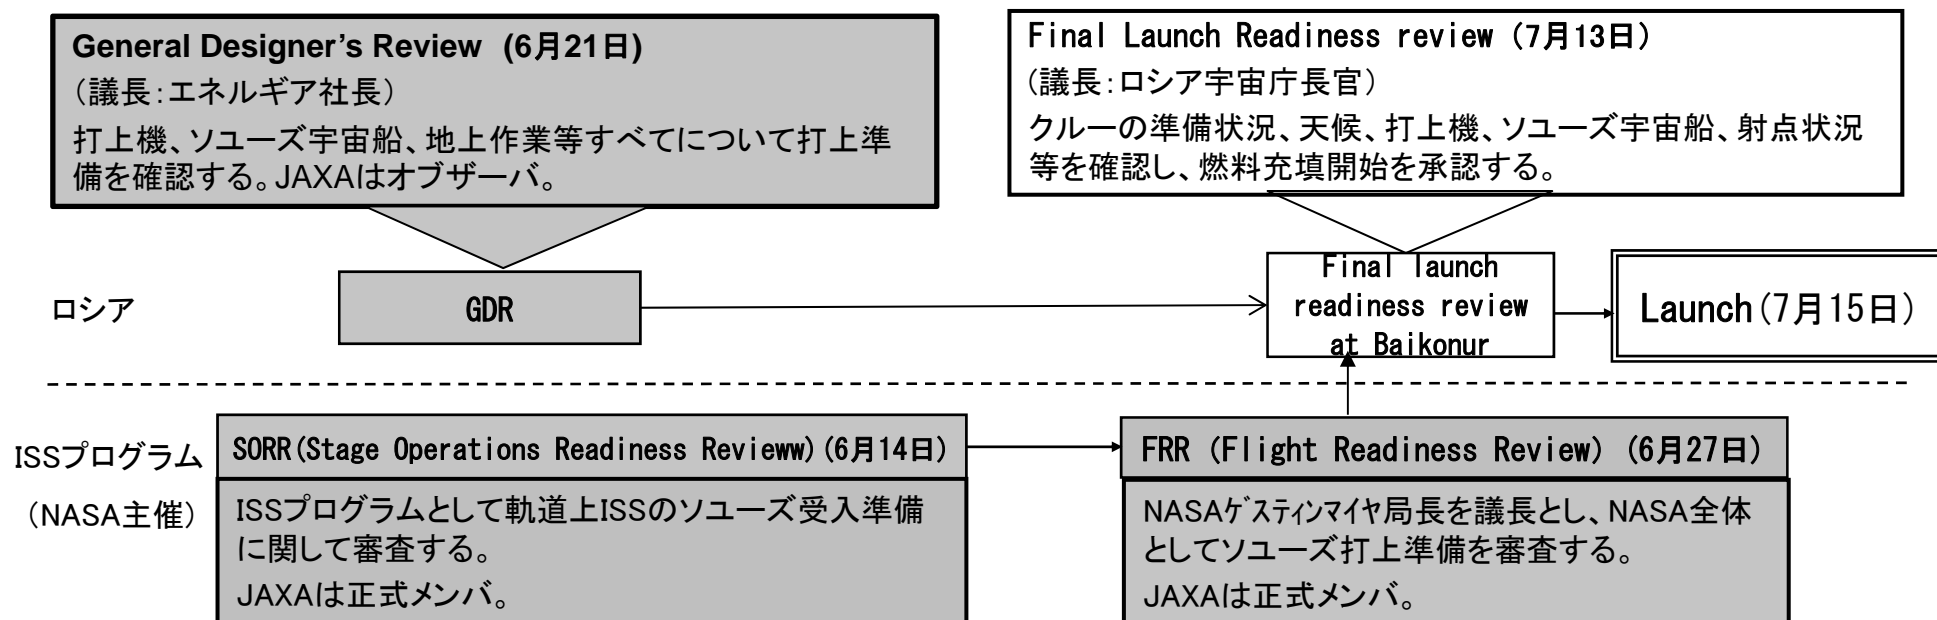 General Designer’s Review (6月21日)
（議長：エネルギア社長）
打上機、ソユーズ宇宙船、地上作業等すべてについて打上準
備を確認する。JAXAはオブザーバ。
Final Launch Readiness review (7月13日)
(議長：ロシア宇宙庁長官）
クルーの準備状況、天候、打上機、ソユーズ宇宙船、射点状況
等を確認し、燃料充填開始を承認する。
ロシア
GDR
Final launch
readiness review
at Baikonur
Launch（7月15日）
ISSプログラム
（NASA主催）
SORR(Stage Operations Readiness Revieww)(6月14日)
ISSプログラムとして軌道上ISSのソユーズ受入準備
に関して審査する。
JAXAは正式メンバ。
FRR (Flight Readiness Review) (6月27日)
NASAｹﾞｽﾃｨﾝﾏｲﾔ局長を議長とし、NASA全体
としてソユーズ打上準備を審査する。
JAXAは正式メンバ。